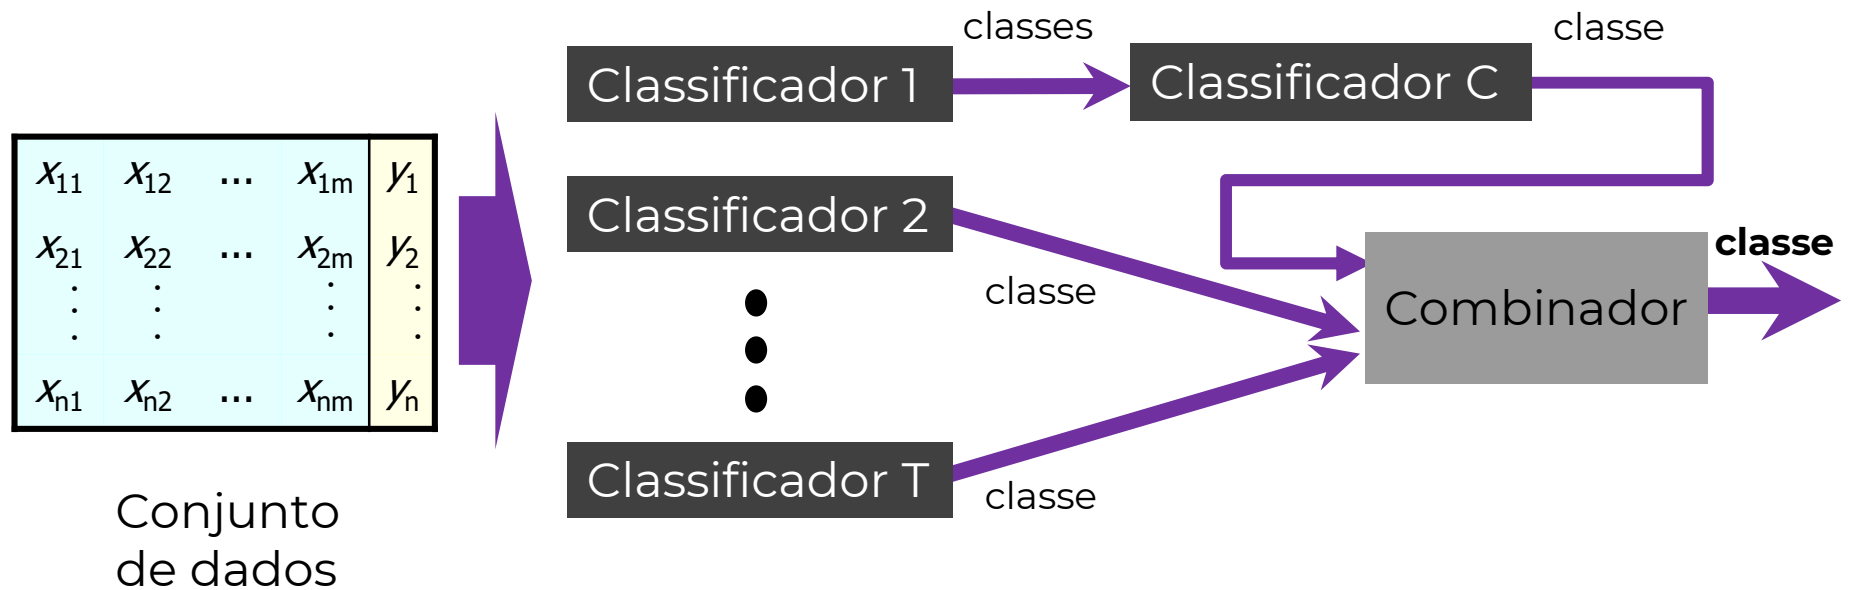 classes
classe
Classificador 1
Classificador C
x11 x12 ... x1m y1
Classificador 2
x21 x22 ... x2m y2
classe
classe
Combinador
xn1 xn2 ... xnm yn
Classificador T
classe
Conjunto
de dados